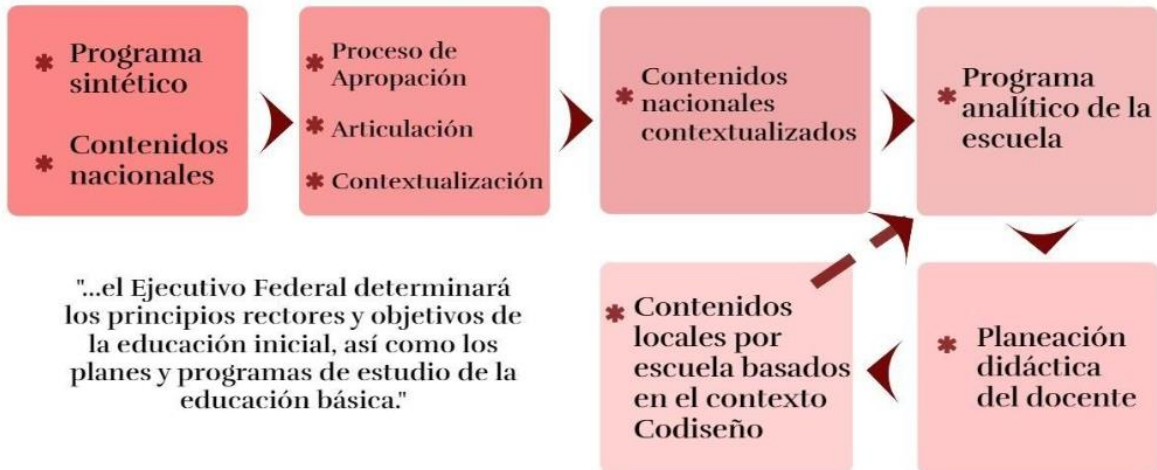 Programa
sintético
Contenidos
nacionales
Proceso de
Apropación
Articulación
Contextualización
Contenidos
nacionales
contextualizados
Programa
analítico de la
escuela
"...el Ejecutivo Federal determinará
los principios rectores y objetivos de
la educación inicial, así como los
planes y programas de estudio de la
educación básica."
Contenidos
locales por
escuela basados
en el contexto
Codiseño
Planeación
didáctica
del docente